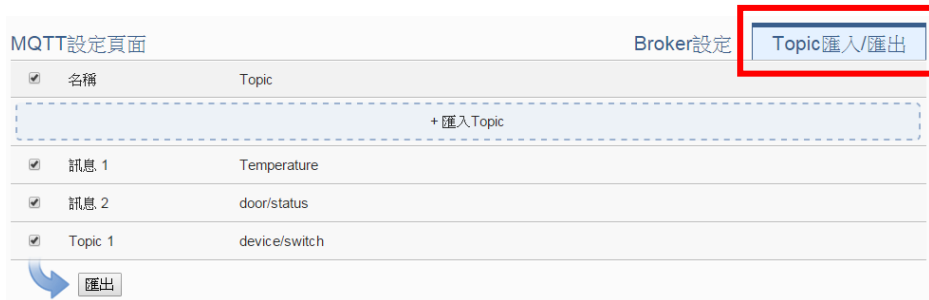 MQTT設定頁面 Broker設定 Topic匯入/匯出
名稱 Topic
+ 匯入Topic
訊息 1 Temperature
訊息 2 door/status
Topic 1 device/switch
匯出